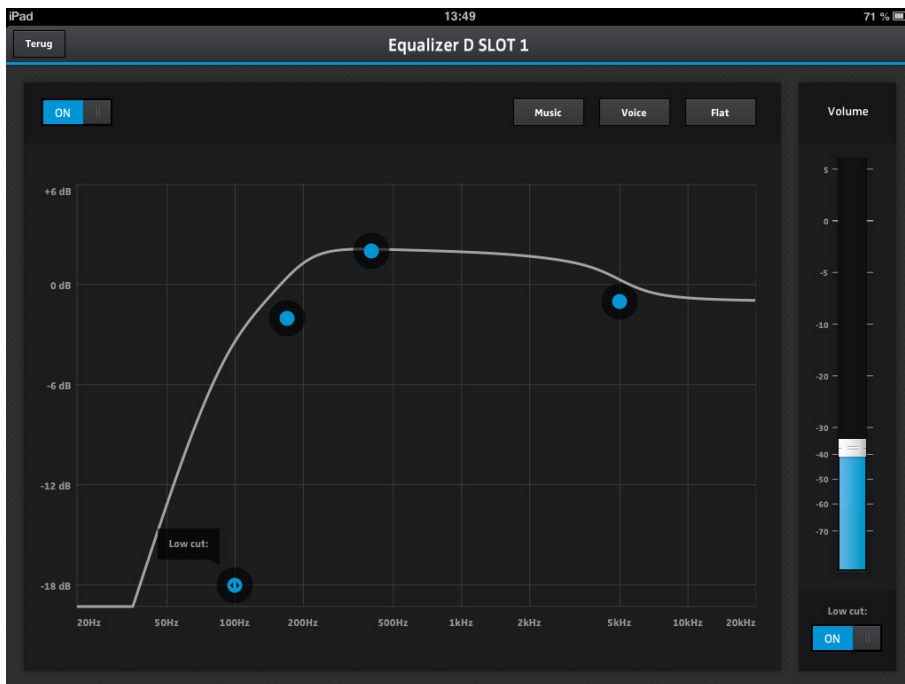 iPad 13:49 71 %
Terug Equalizer D SLOT 1
ON Music Voice Flat Volume
+6 dB
0 dB
-6 dB
-12 dB
-18 dB
Low cut:
20Hz 50Hz 100Hz 200Hz 500Hz 1kHz 2kHz 5kHz 10kHz 20kHz
5
0
-5
-10
-20
-30
-40
-50
-60
-70
Low cut:
ON